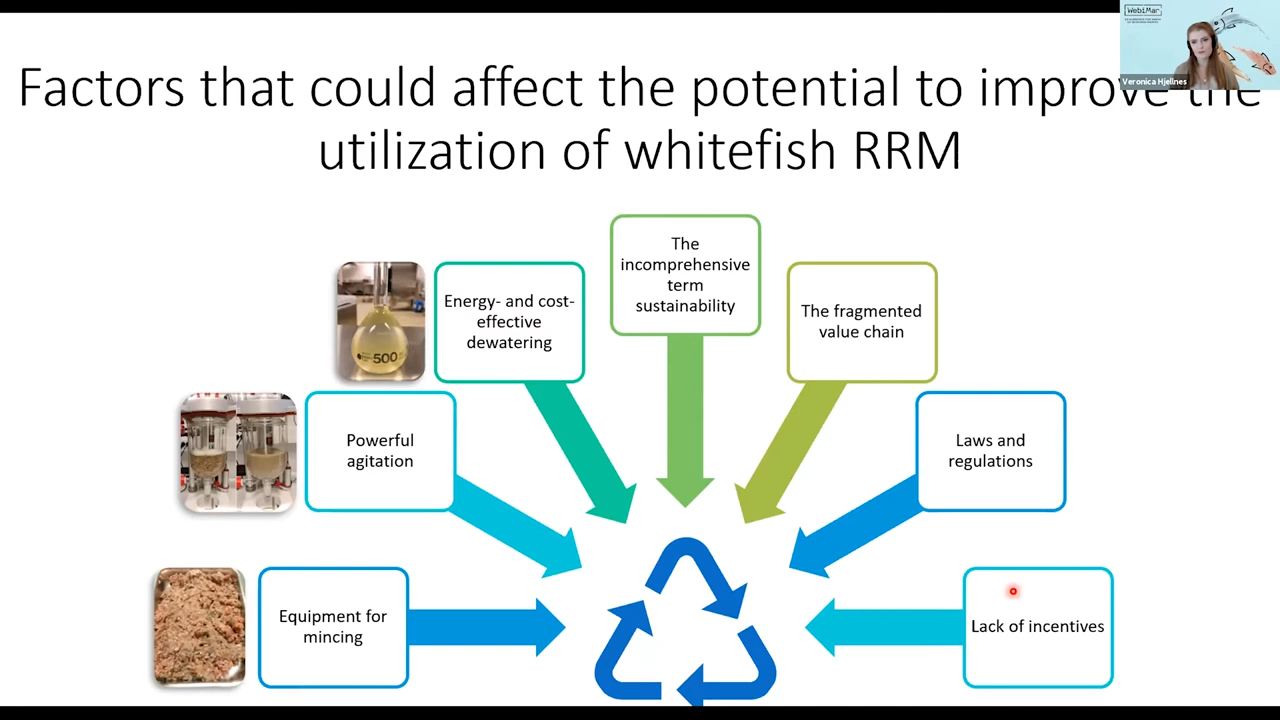 WebiMar
Veronica Hjellnes
Factors that could affect the potential to improve the
utilization of whitefish RRM
The
incomprehensive
term
sustainability
Energy- and cost-
effective
dewatering
500
The fragmented
value chain
Powerful
agitation
Laws and
regulations
Equipment for
mincing
Lack of incentives